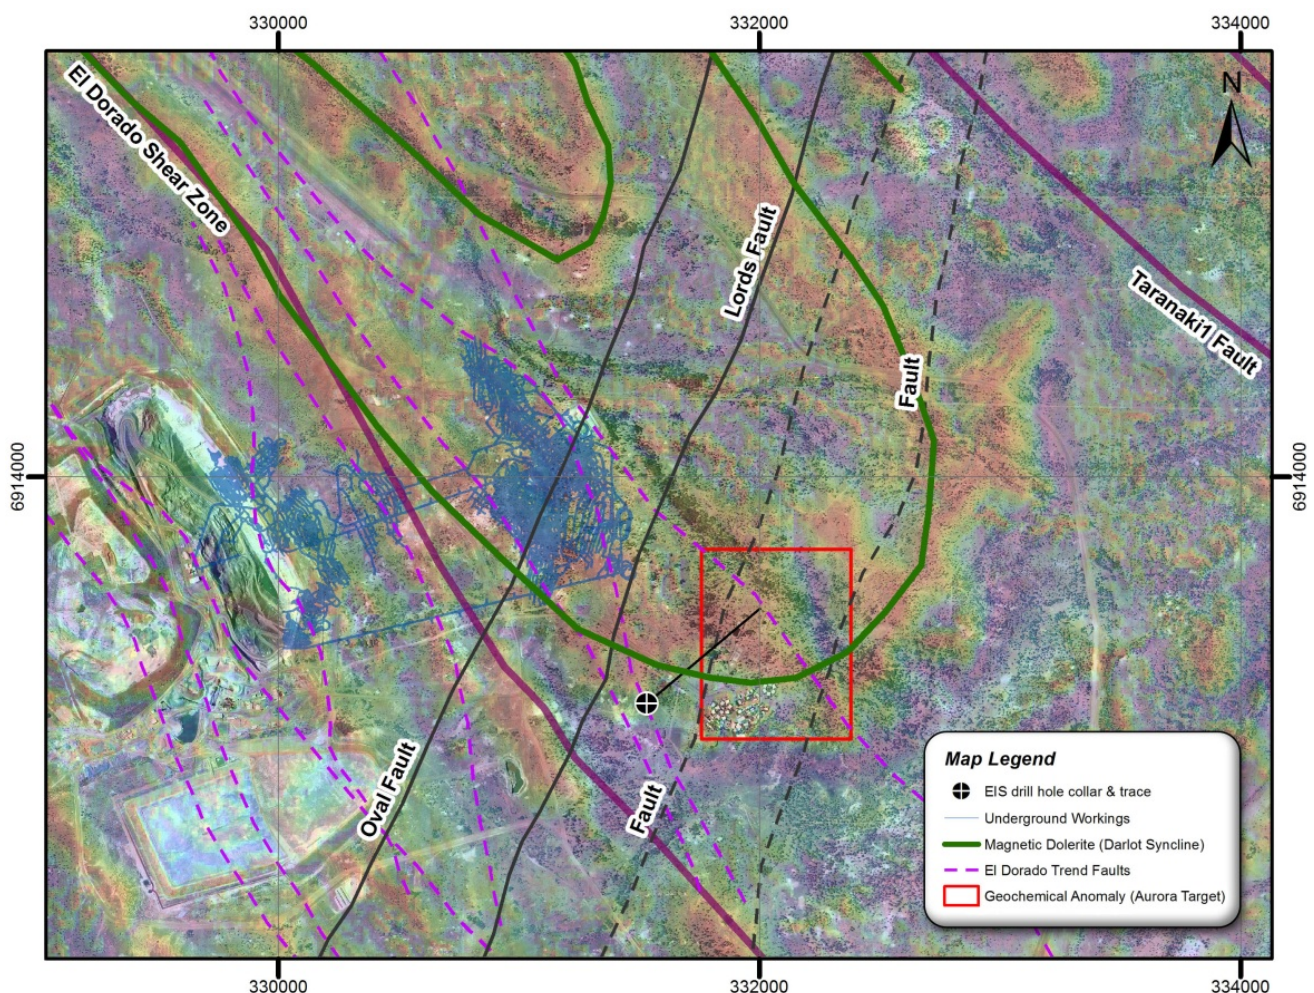 330000
332000
334000
N
El Dorado Shear Zone
Lords Fault
Taranaki1 Fault
Fault
6914000
6914000
Oval Fault
Fault
Map Legend
EIS drill hole collar & trace
Underground Workings
Magnetic Dolerite (Darlot Syncline)
El Dorado Trend Faults
Geochemical Anomaly (Aurora Target)
330000
332000
334000